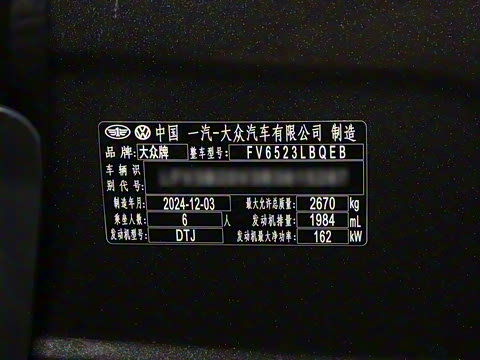 中国 一汽-大众汽车有限公司 制造
品牌: 大众牌 整车型号: FV6523LBQEB
车辆识
别代号:
制造年月: 2024-12-03 最大允许总质量: 2670 kg
乘坐人数: 6 人 发动机排量: 1984 mL
发动机型号: DTJ 发动机最大净功率: 162 kW